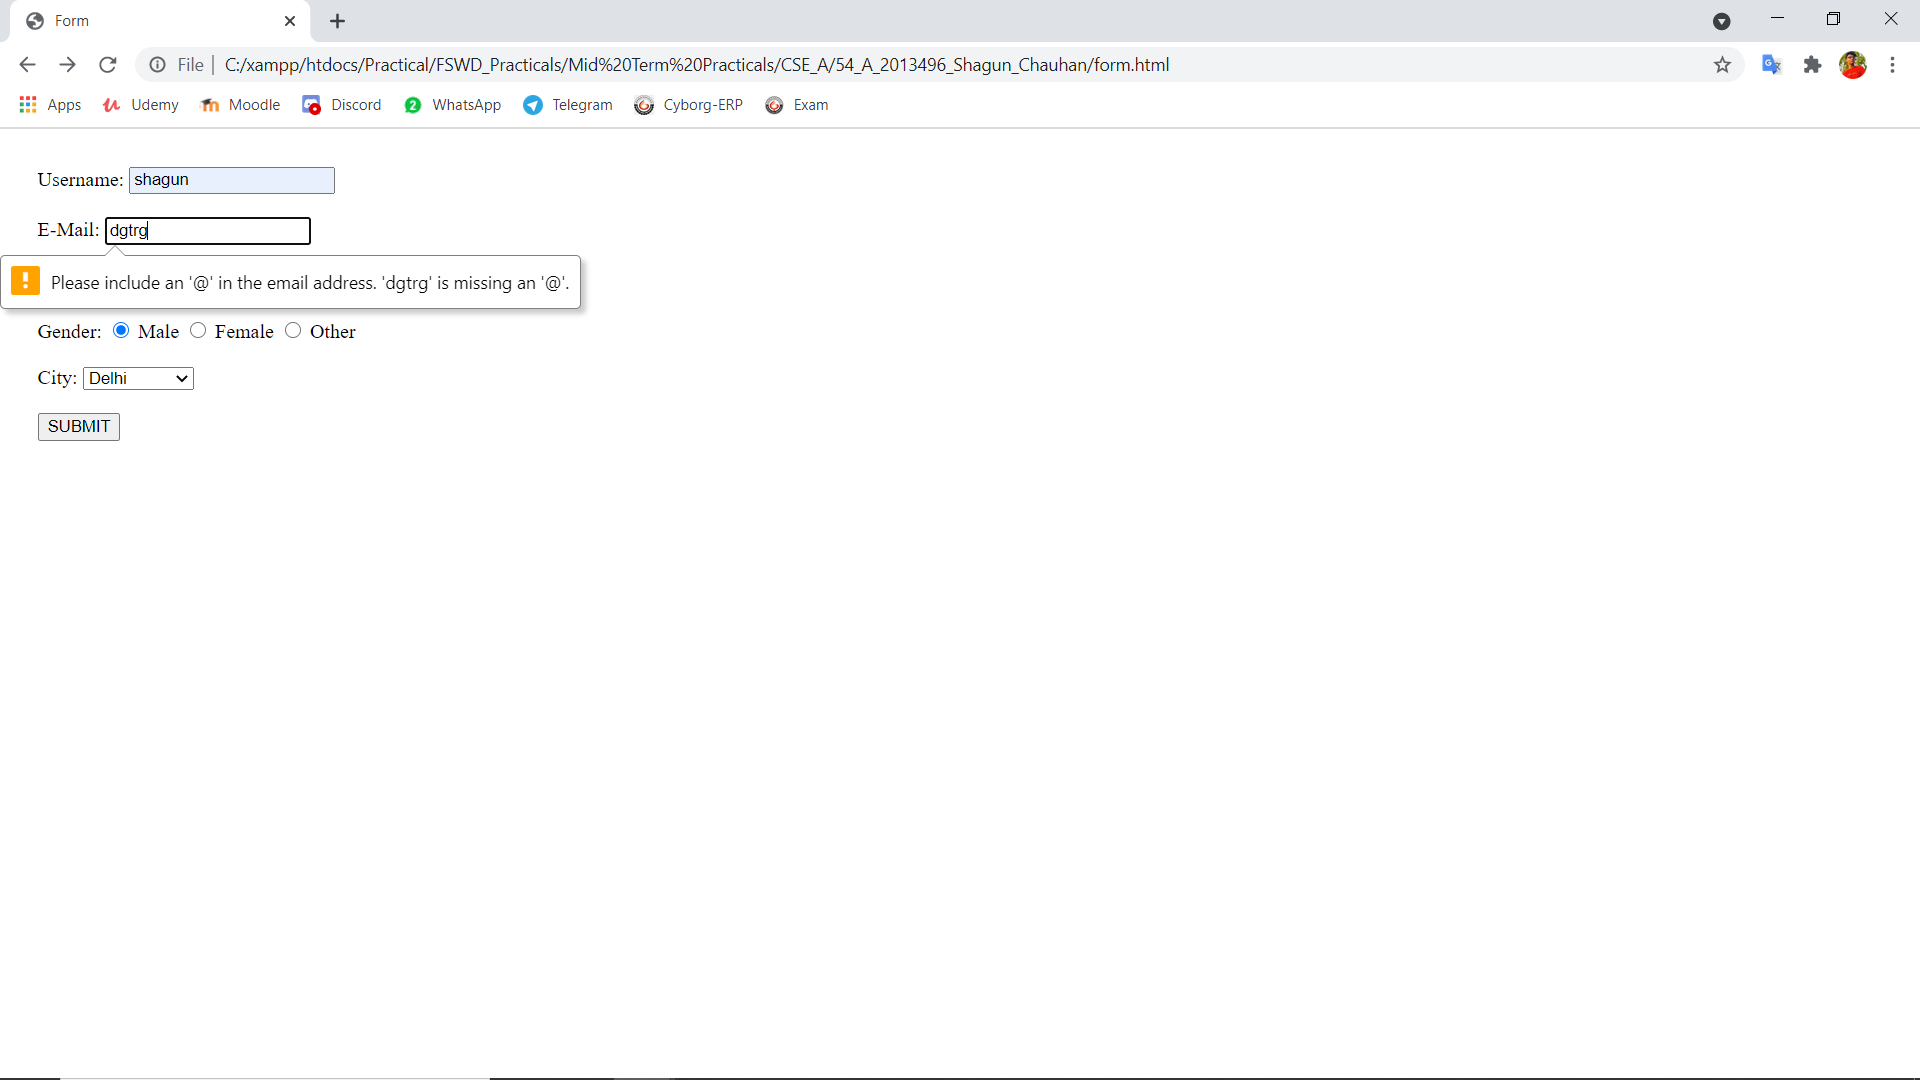 Form
File | C:/xampp/htdocs/Practical/FSWD_Practicals/Mid%20Term%20Practicals/CSE_A/54_A_2013496_Shagun_Chauhan/form.html
Apps Udemy Moodle Discord 2 WhatsApp Telegram Cyborg-ERP Exam
Username: shagun
E-Mail: dgtrg
Please include an '@' in the email address. 'dgtrg' is missing an '@'.
Gender: Male Female Other
City: Delhi
SUBMIT